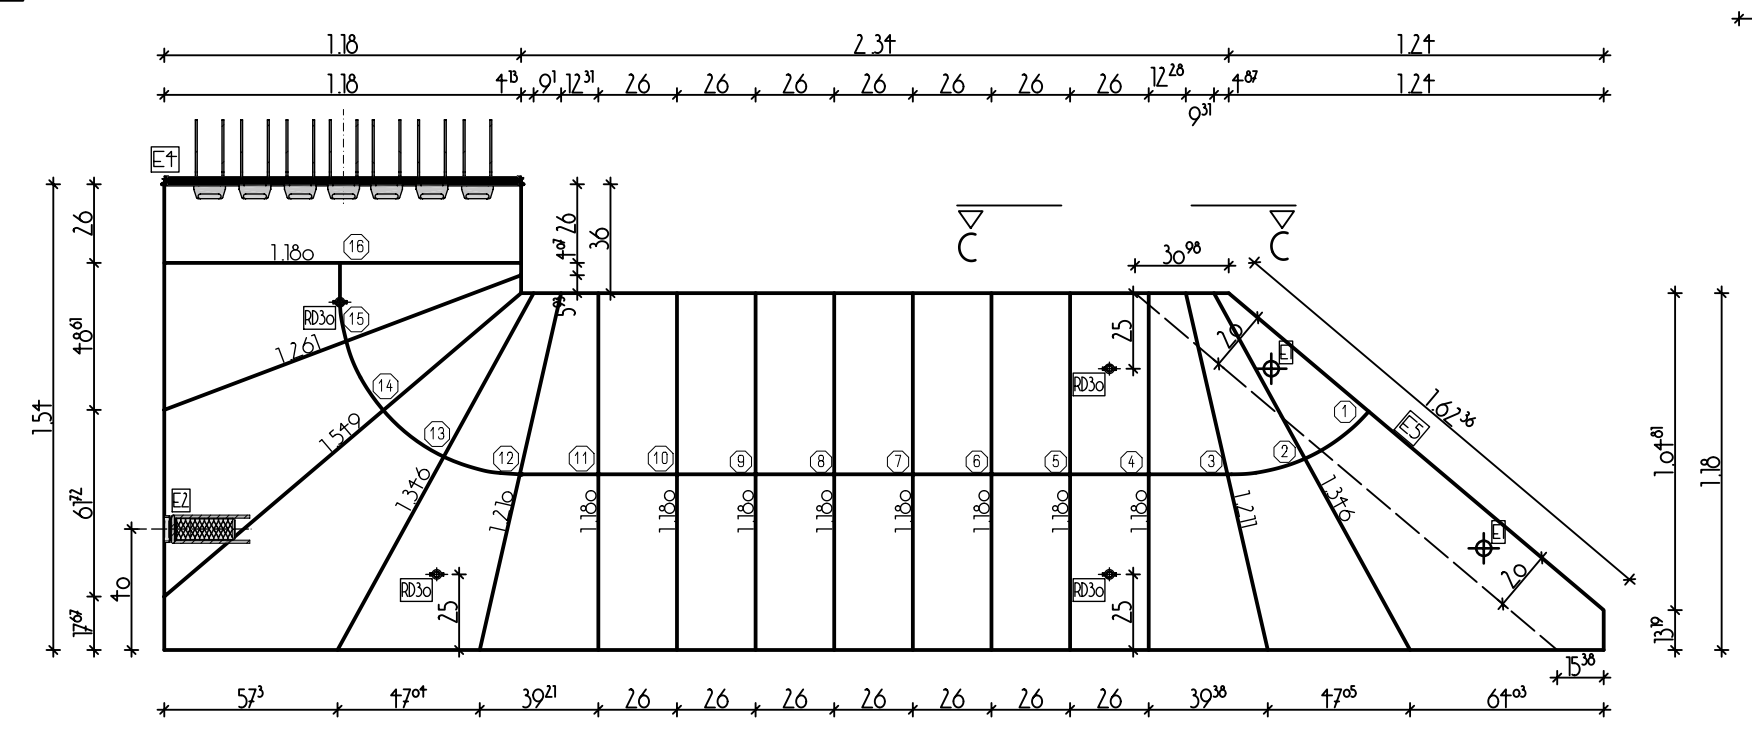 1.18 2.34 1.24
1.18 4¹³ 9¹ 12³¹ 26 26 26 26 26 26 26 12²⁸ 4⁸⁷ 1.24
9³¹
E4
26 4⁰⁷ 26 36
C C
1.180 16 30⁹⁸
RD30 15 5⁹³ 25 20 E1
48⁶¹ 1.261
14 RD30 1 1.62³⁶
1.54 1.549 13 E5 1.04⁸¹ 1.18
12 11 10 9 8 7 6 5 4 3 2
61⁷² E2 1.346 1.210 1.180 1.180 1.180 1.180 1.180 1.180 1.180 1.180 1.211 1.346
E1
40 RD30 25 RD30 25 20
17⁶⁷ 13¹⁹
15³⁸
57³ 47⁰⁴ 39²¹ 26 26 26 26 26 26 26 39³⁸ 47⁰⁵ 64⁰³